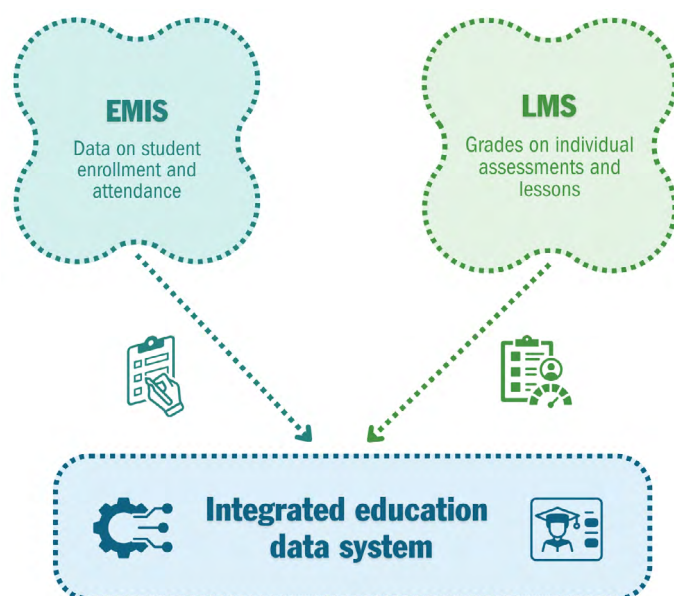 EMIS
Data on student
enrollment and
attendance
LMS
Grades on individual
assessments and
lessons
Integrated education
data system